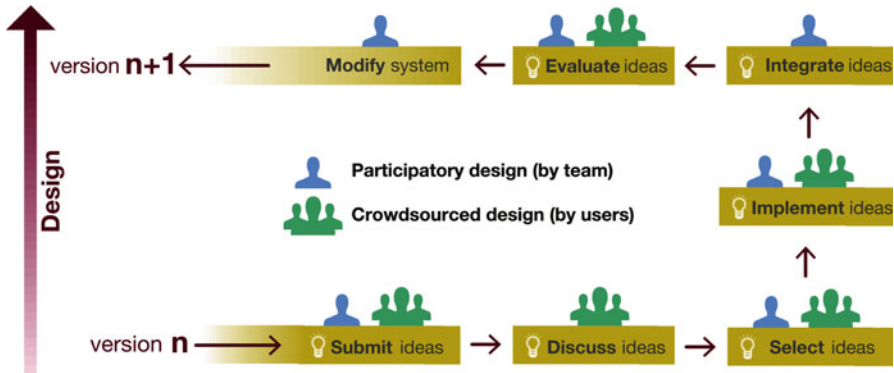 version n+1
Modify system
Evaluate ideas
Integrate ideas
Design
Participatory design (by team)
Crowdsourced design (by users)
Implement ideas
version n
Submit ideas
Discuss ideas
Select ideas